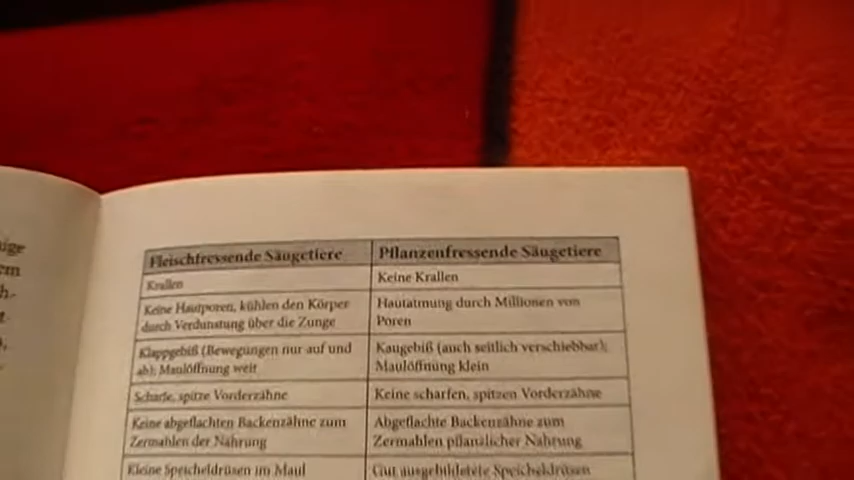 ige
em
h-
Fleischfressende Säugetiere
Pflanzenfressende Säugetiere
Krallen
Keine Krallen
Keine Hautporen, kühlen den Körper
durch Verdunstung über die Zunge
Hautatmung durch Millionen von
Poren
Klappgebiß (Bewegungen nur auf und
ab); Maulöffnung weit
Kaugebiß (auch seitlich verschiebbar);
Maulöffnung klein
Scharfe, spitze Vorderzähne
Keine scharfen, spitzen Vorderzähne
Keine abgeflachten Backenzähne zum
Zermahlen der Nahrung
Abgeflachte Backenzähne zum
Zermahlen pflanzlicher Nahrung
Kleine Speicheldrüsen im Maul
Gut ausgebildetete Speicheldrüsen